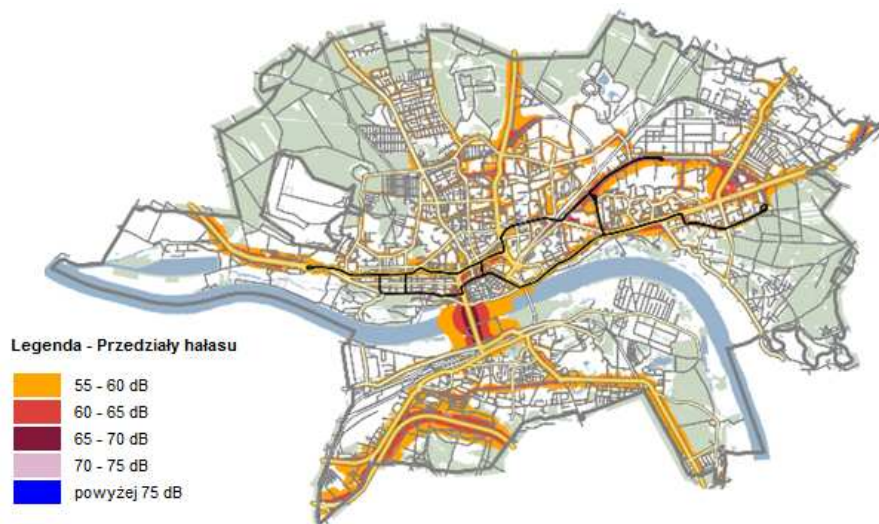 Legenda - Przedziały hałasu
55 - 60 dB
60 - 65 dB
65 - 70 dB
70 - 75 dB
powyżej 75 dB